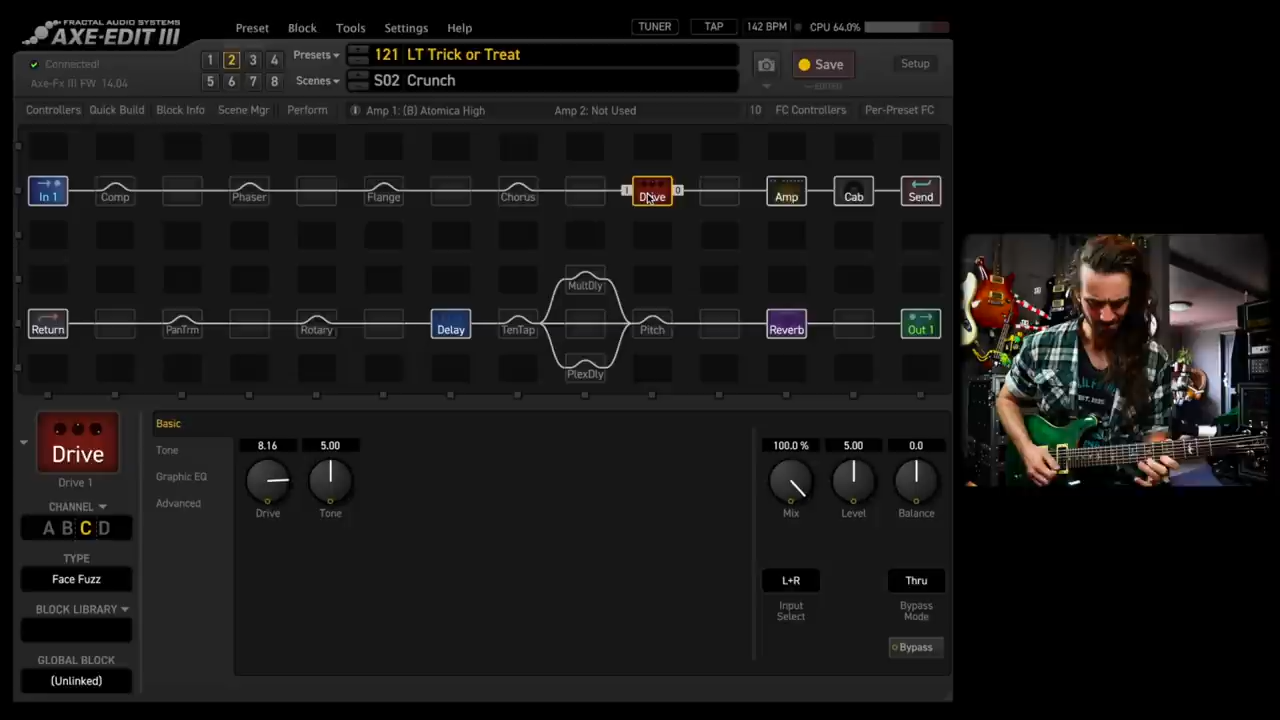 FRACTAL AUDIO SYSTEMS
AXE-EDIT III
Preset Block Tools Settings Help
TUNER TAP 142 BPM CPU 64.0%
Connected!
Axe-Fx III FW 14.04
1 2 3 4
5 6 7 8
Presets
121 LT Trick or Treat
Scenes
S02 Crunch
Save
edited
Setup
Controllers Quick Build Block Info Scene Mgr Perform
Amp 1: (B) Atomica High Amp 2: Not Used 10
FC Controllers Per-Preset FC
In 1 Comp Phaser Flange Chorus Drive Amp Cab Send
MultDly
Return PanTrm Rotary Delay TenTap Pitch Reverb Out 1
PlexDly
Drive
Drive 1
CHANNEL
A B C D
TYPE
Face Fuzz
BLOCK LIBRARY
GLOBAL BLOCK
(Unlinked)
Basic
Tone
Graphic EQ
Advanced
8.16 5.00
Drive Tone
100.0 % 5.00 0.0
Mix Level Balance
L+R Thru
Input
Select
Bypass
Mode
Bypass